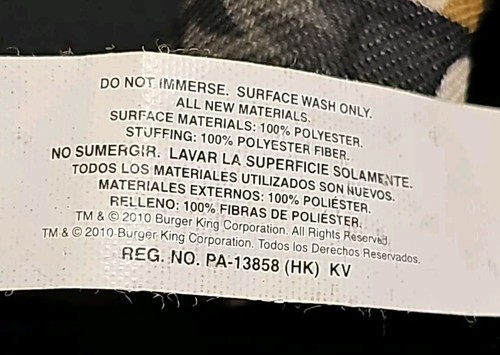 DO NOT IMMERSE. SURFACE WASH ONLY.
ALL NEW MATERIALS.
SURFACE MATERIALS: 100% POLYESTER.
STUFFING: 100% POLYESTER FIBER.
NO SUMERGIR. LAVAR LA SUPERFICIE SOLAMENTE.
TODOS LOS MATERIALES UTILIZADOS SON NUEVOS.
MATERIALES EXTERNOS: 100% POLIÉSTER.
RELLENO: 100% FIBRAS DE POLIÉSTER.
TM & © 2010 Burger King Corporation. All Rights Reserved.
TM & © 2010 Burger King Corporation. Todos los Derechos Reservados.
REG. NO. PA-13858 (HK) KV